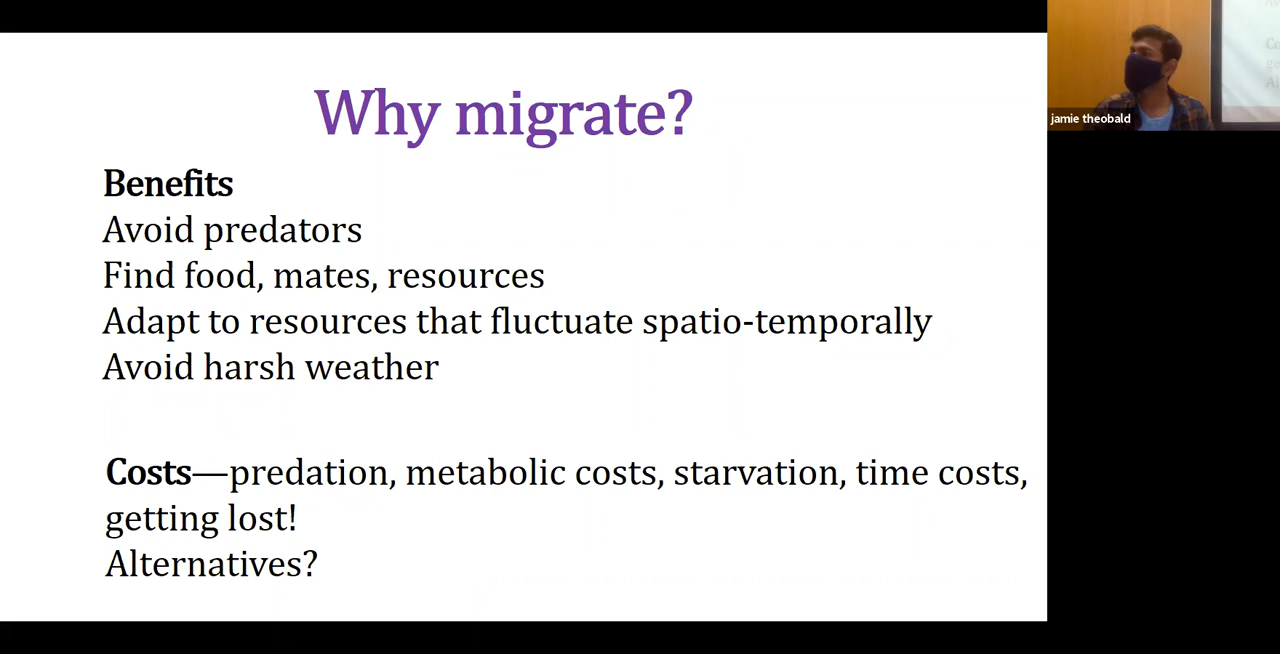 Why migrate?
Benefits
Avoid predators
Find food, mates, resources
Adapt to resources that fluctuate spatio-temporally
Avoid harsh weather
Costs—predation, metabolic costs, starvation, time costs,
getting lost!
Alternatives?
jamie theobald